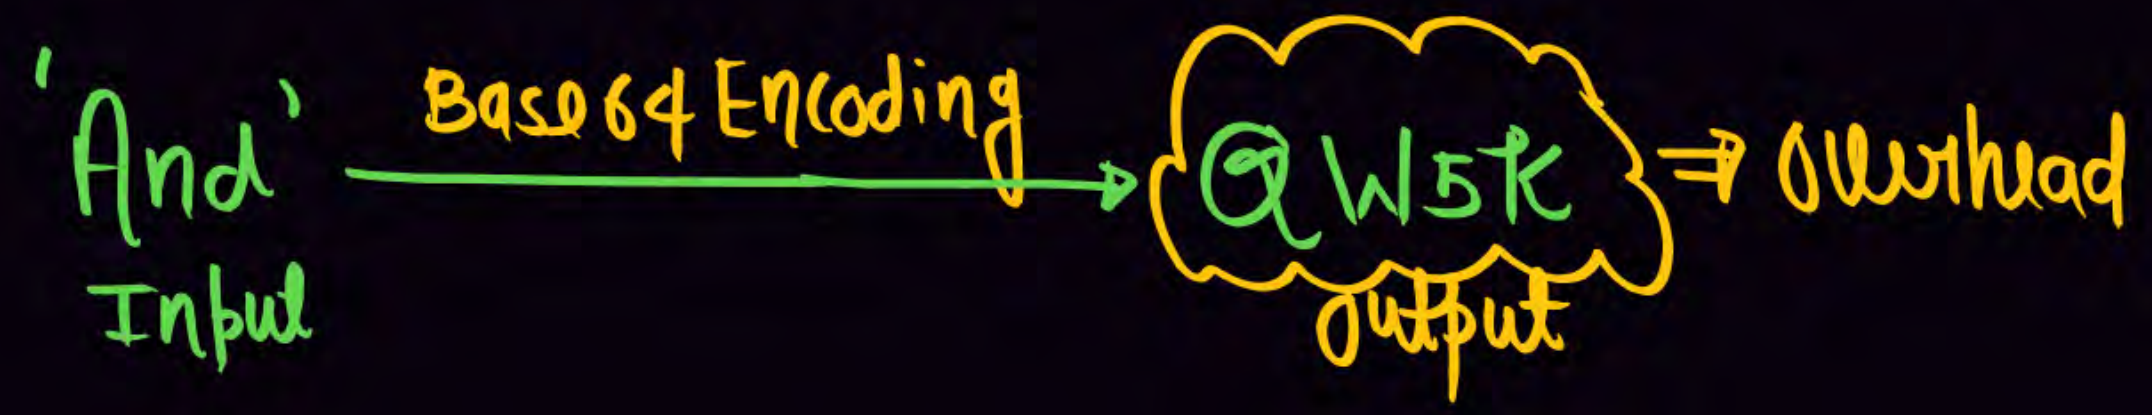 'And' Base64 Encoding QW5K ⇒ Overhead
Input output